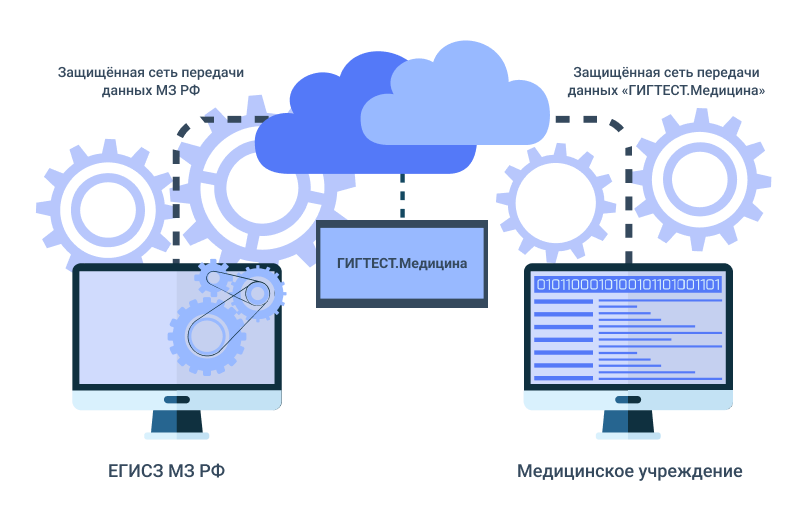 Защищённая сеть передачи
данных МЗ РФ
Защищённая сеть передачи
данных «ГИГТЕСТ.Медицина»
ГИГТЕСТ.Медицина
0101100010100101101001101
ЕГИСЗ МЗ РФ
Медицинское учреждение